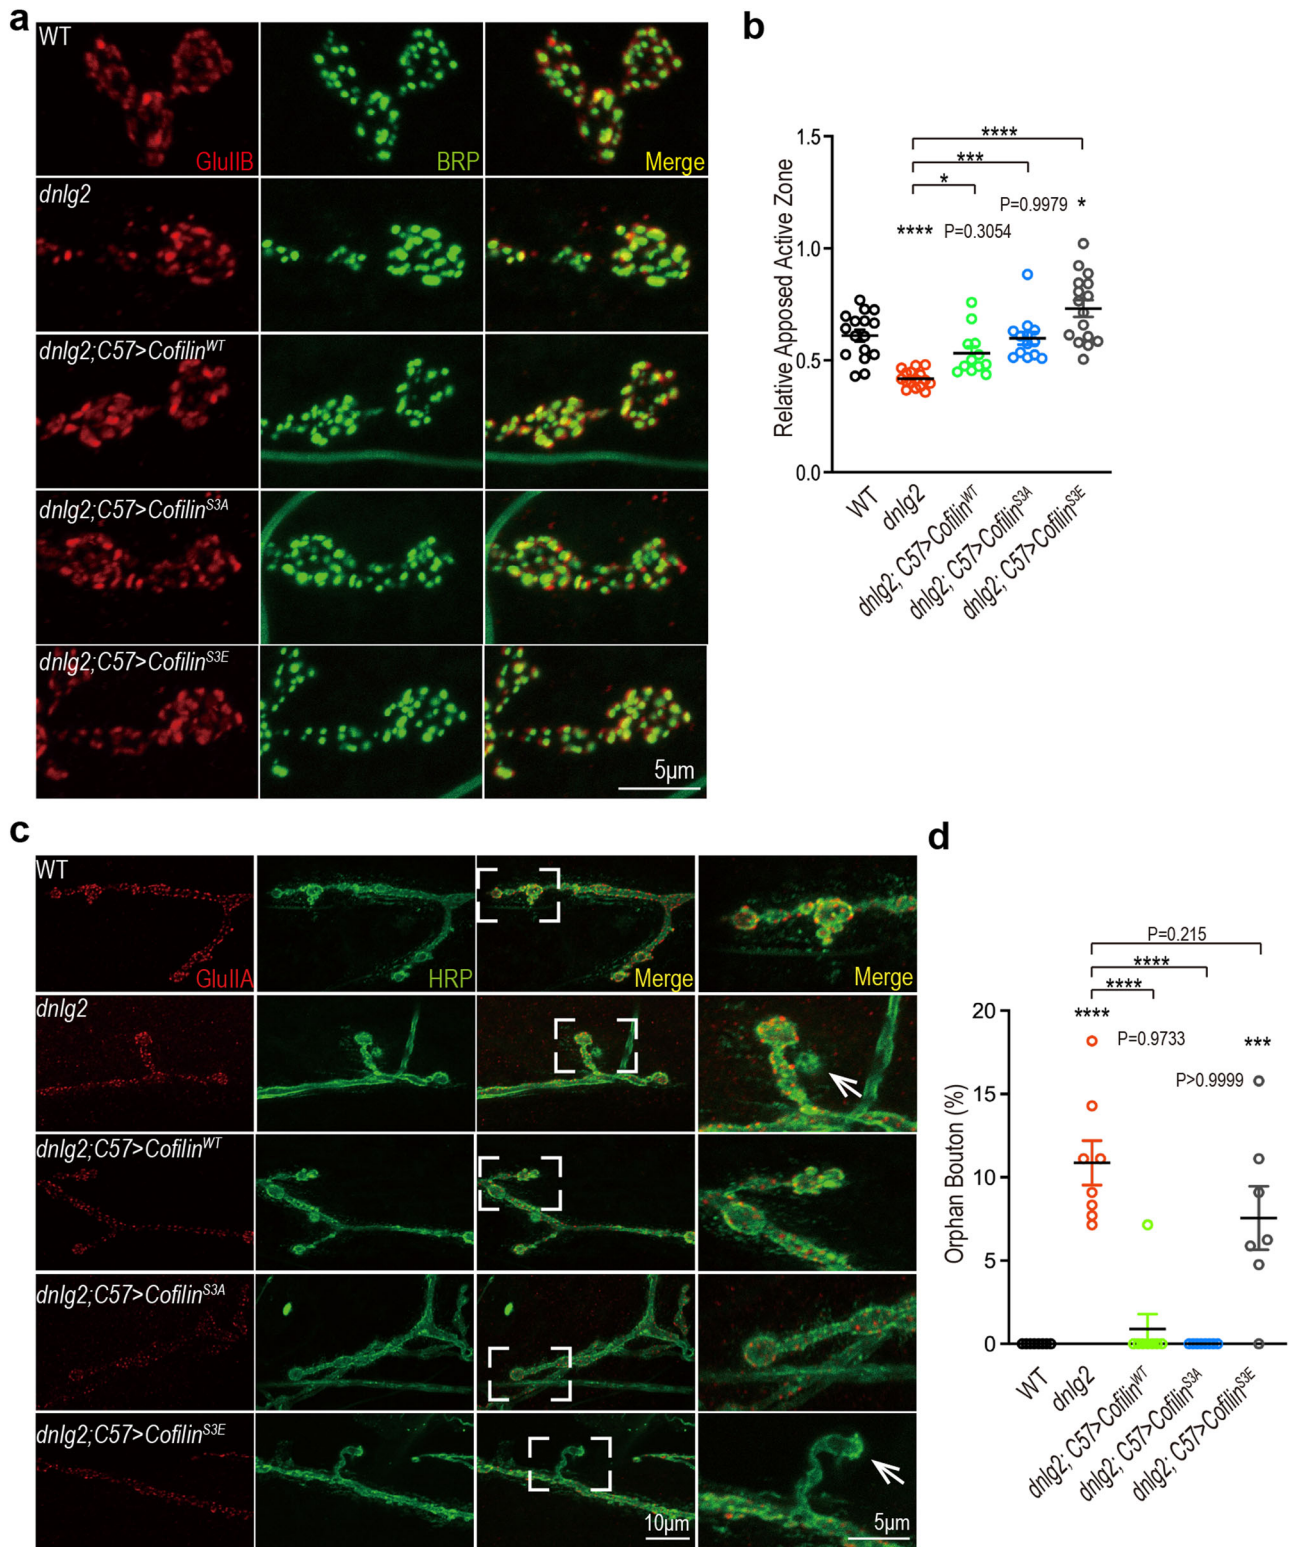 a
WT
GluIIB
BRP
Merge
dnlg2
dnlg2;C57>Cofilin^WT
dnlg2;C57>Cofilin^S3A
dnlg2;C57>Cofilin^S3E
5µm
b
****
***
*
P=0.9979
*
****
P=0.3054
Relative Apposed Active Zone
1.5
1.0
0.5
0.0
WT
dnlg2
dnlg2; C57>Cofilin^WT
dnlg2; C57>Cofilin^S3A
dnlg2; C57>Cofilin^S3E
c
WT
GluIIA
HRP
Merge
Merge
dnlg2
dnlg2;C57>Cofilin^WT
dnlg2;C57>Cofilin^S3A
dnlg2;C57>Cofilin^S3E
10µm
5µm
d
P=0.215
****
****
****
P=0.9733
***
P>0.9999
Orphan Bouton (%)
20
15
10
5
0
WT
dnlg2
dnlg2; C57>Cofilin^WT
dnlg2; C57>Cofilin^S3A
dnlg2; C57>Cofilin^S3E